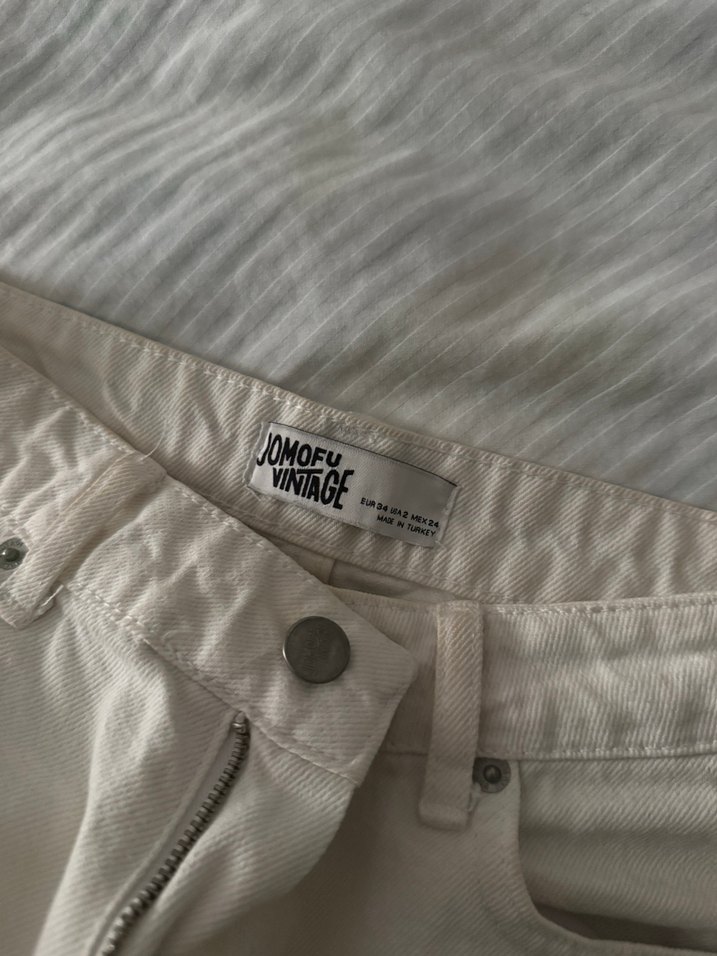 JOMOFU
VINTAGE
EUR 34 USA 2 MEX 24
MADE IN TURKEY